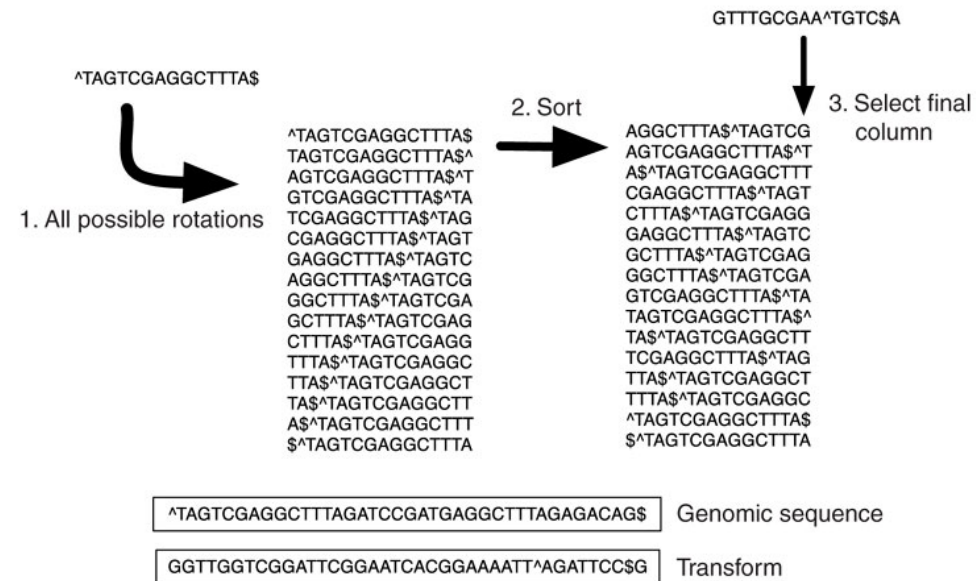 GTTTGCGAA^TGTC$A
^TAGTCGAGGCTTTA$
1. All possible rotations
^TAGTCGAGGCTTTA$
TAGTCGAGGCTTTA$^
AGTCGAGGCTTTA$^T
GTCGAGGCTTTA$^TA
TCGAGGCTTTA$^TAG
CGAGGCTTTA$^TAGT
GAGGCTTTA$^TAGTC
AGGCTTTA$^TAGTCG
GGCTTTA$^TAGTCGA
GCTTTA$^TAGTCGAG
CTTTA$^TAGTCGAGG
TTTA$^TAGTCGAGGC
TTA$^TAGTCGAGGCT
TA$^TAGTCGAGGCTT
A$^TAGTCGAGGCTTT
$^TAGTCGAGGCTTTA
2. Sort
AGGCTTTA$^TAGTCG
AGTCGAGGCTTTA$^T
A$^TAGTCGAGGCTTT
CGAGGCTTTA$^TAGT
CTTTA$^TAGTCGAGG
GAGGCTTTA$^TAGTC
GCTTTA$^TAGTCGAG
GGCTTTA$^TAGTCGA
GTCGAGGCTTTA$^TA
TAGTCGAGGCTTTA$^
TA$^TAGTCGAGGCTT
TCGAGGCTTTA$^TAG
TTA$^TAGTCGAGGCT
TTTA$^TAGTCGAGGC
^TAGTCGAGGCTTTA$
$^TAGTCGAGGCTTTA
3. Select final
column
^TAGTCGAGGCTTTAGATCCGATGAGGCTTTAGAGACAG$ Genomic sequence
GGTTGGTCGGATTCGGAATCACGGAAAATT^AGATTCC$G Transform